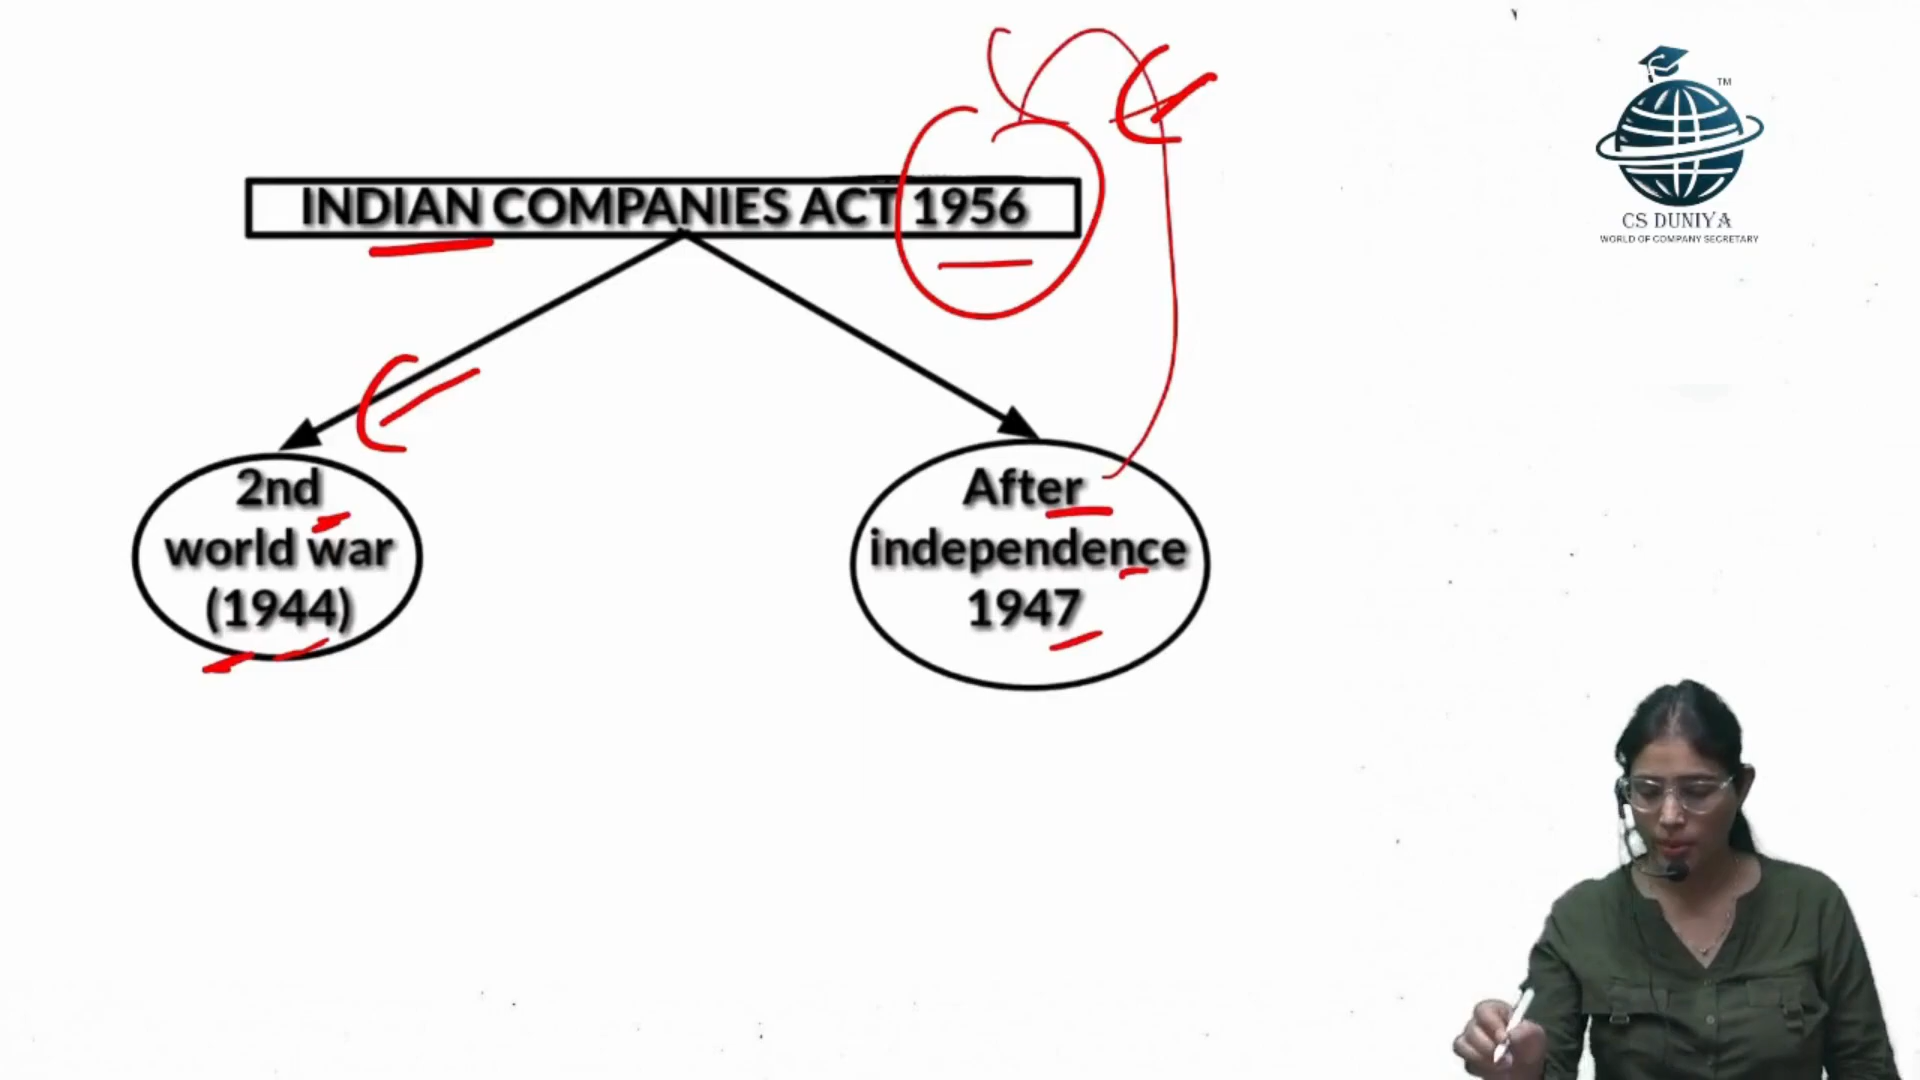 INDIAN COMPANIES ACT 1956
TM
CS DUNIYA
WORLD OF COMPANY SECRETARY
2nd
world war
(1944)
After
independence
1947